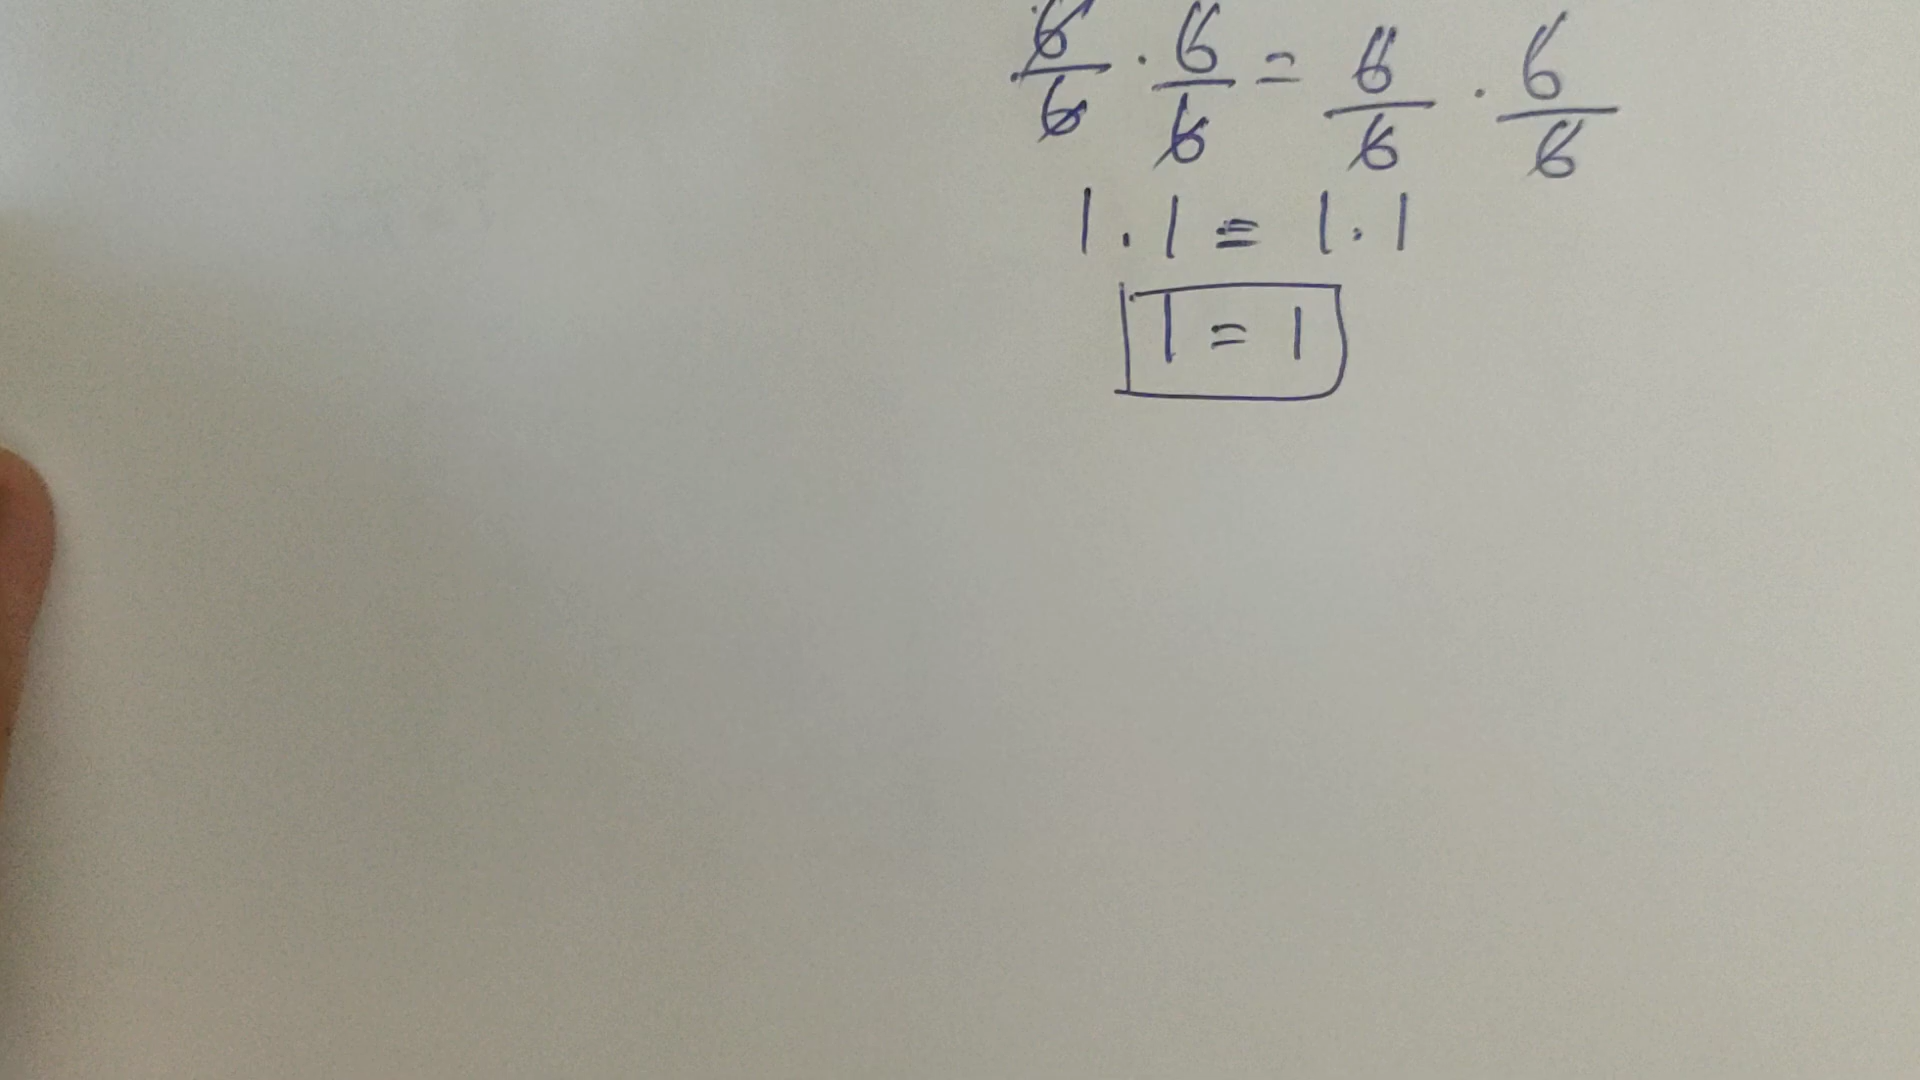 6/6 · 6/6 = 6/6 · 6/6
1 . 1 = 1 . 1
1 = 1